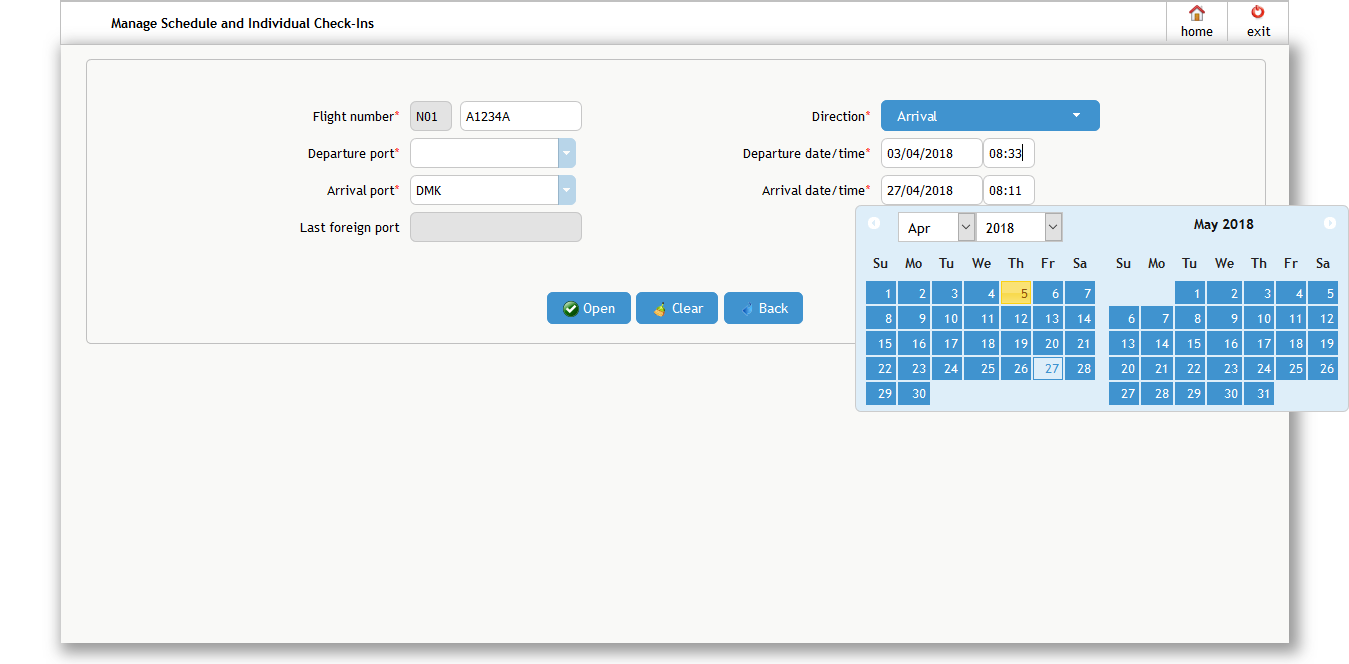 Manage Schedule and Individual Check-Ins
home
exit
Flight number* N01 A1234A
Direction* Arrival
Departure port*
Departure date/time* 03/04/2018 08:33
Arrival port* DMK
Arrival date/time* 27/04/2018 08:11
Last foreign port
Apr 2018
May 2018
Su Mo Tu We Th Fr Sa
Su Mo Tu We Th Fr Sa
1 2 3 4 5 6 7
1 2 3 4 5
8 9 10 11 12 13 14
6 7 8 9 10 11 12
15 16 17 18 19 20 21
13 14 15 16 17 18 19
22 23 24 25 26 27 28
20 21 22 23 24 25 26
29 30
27 28 29 30 31
Open Clear Back